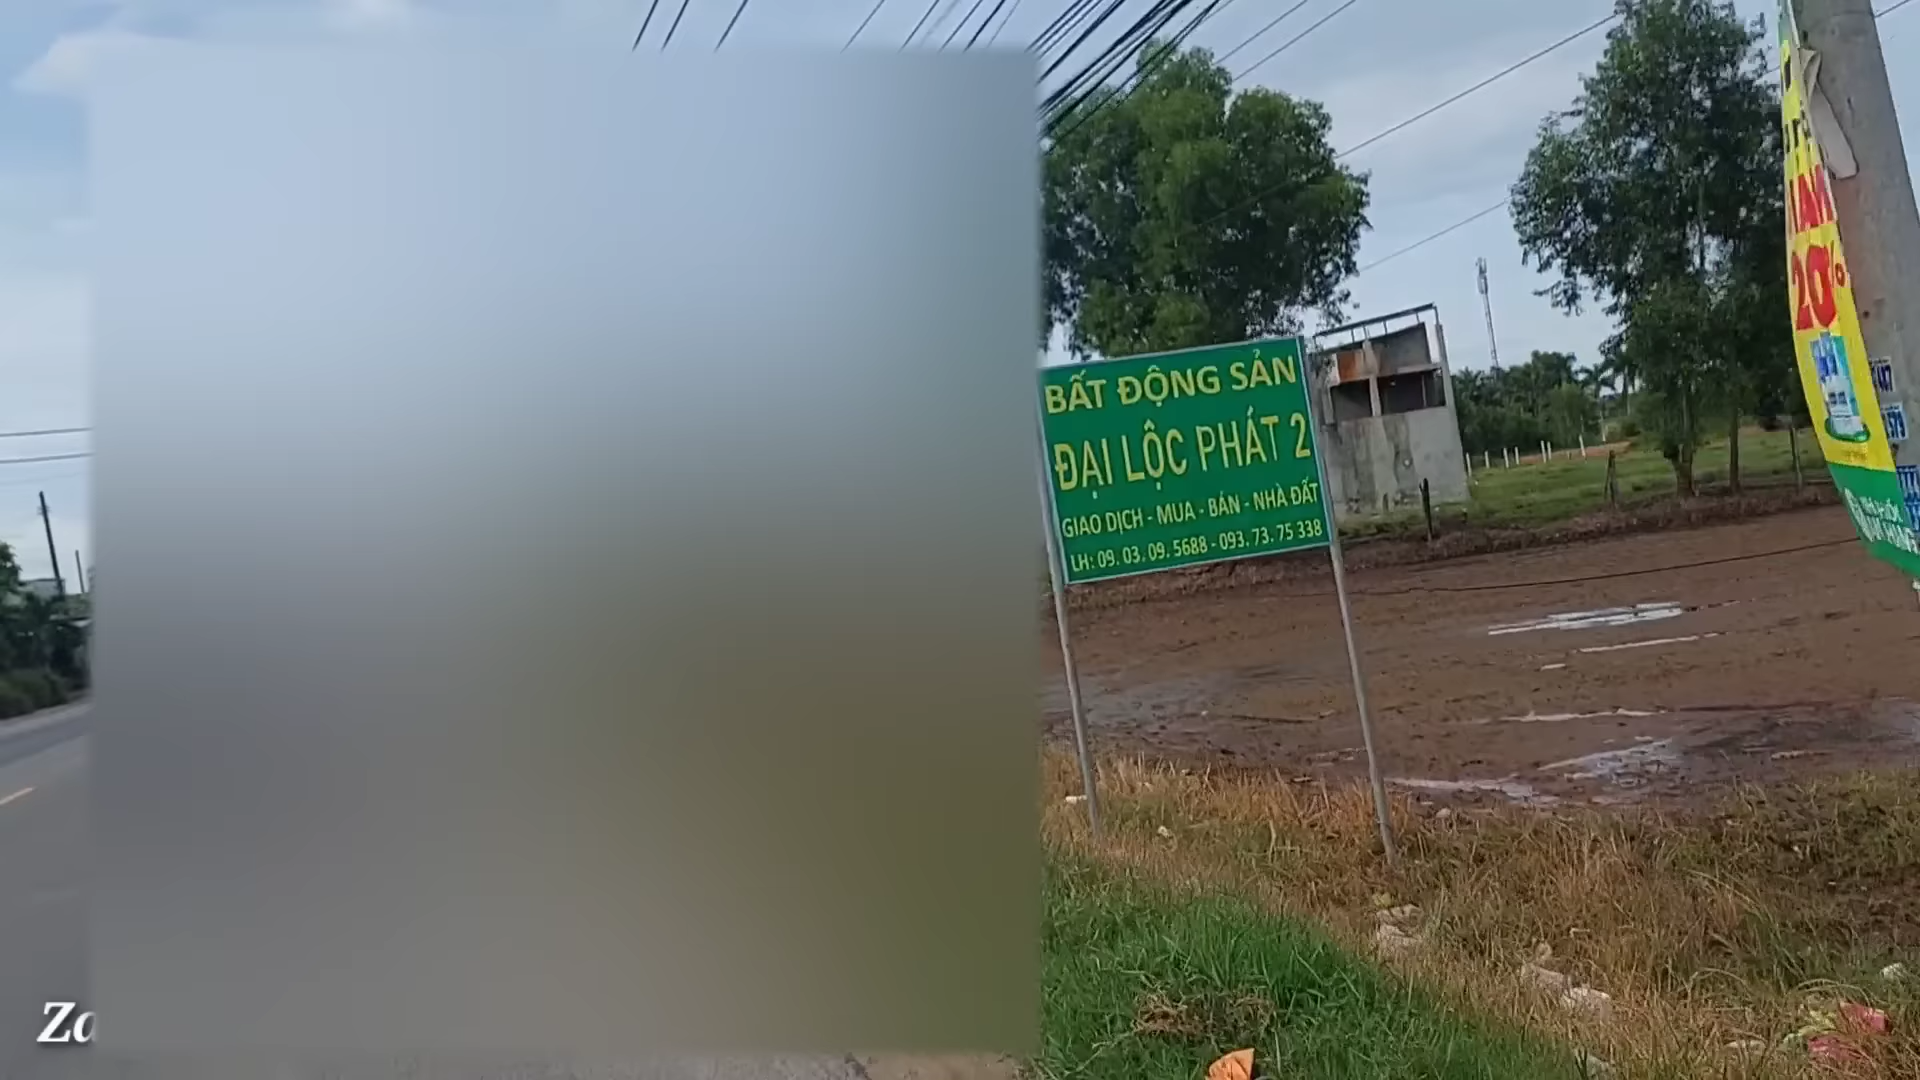 BẤT ĐỘNG SẢN
ĐẠI LỘC PHÁT 2
GIAO DỊCH - MUA - BÁN - NHÀ ĐẤT
LH: 09. 03. 09. 5688 - 093. 73. 75 338
20%